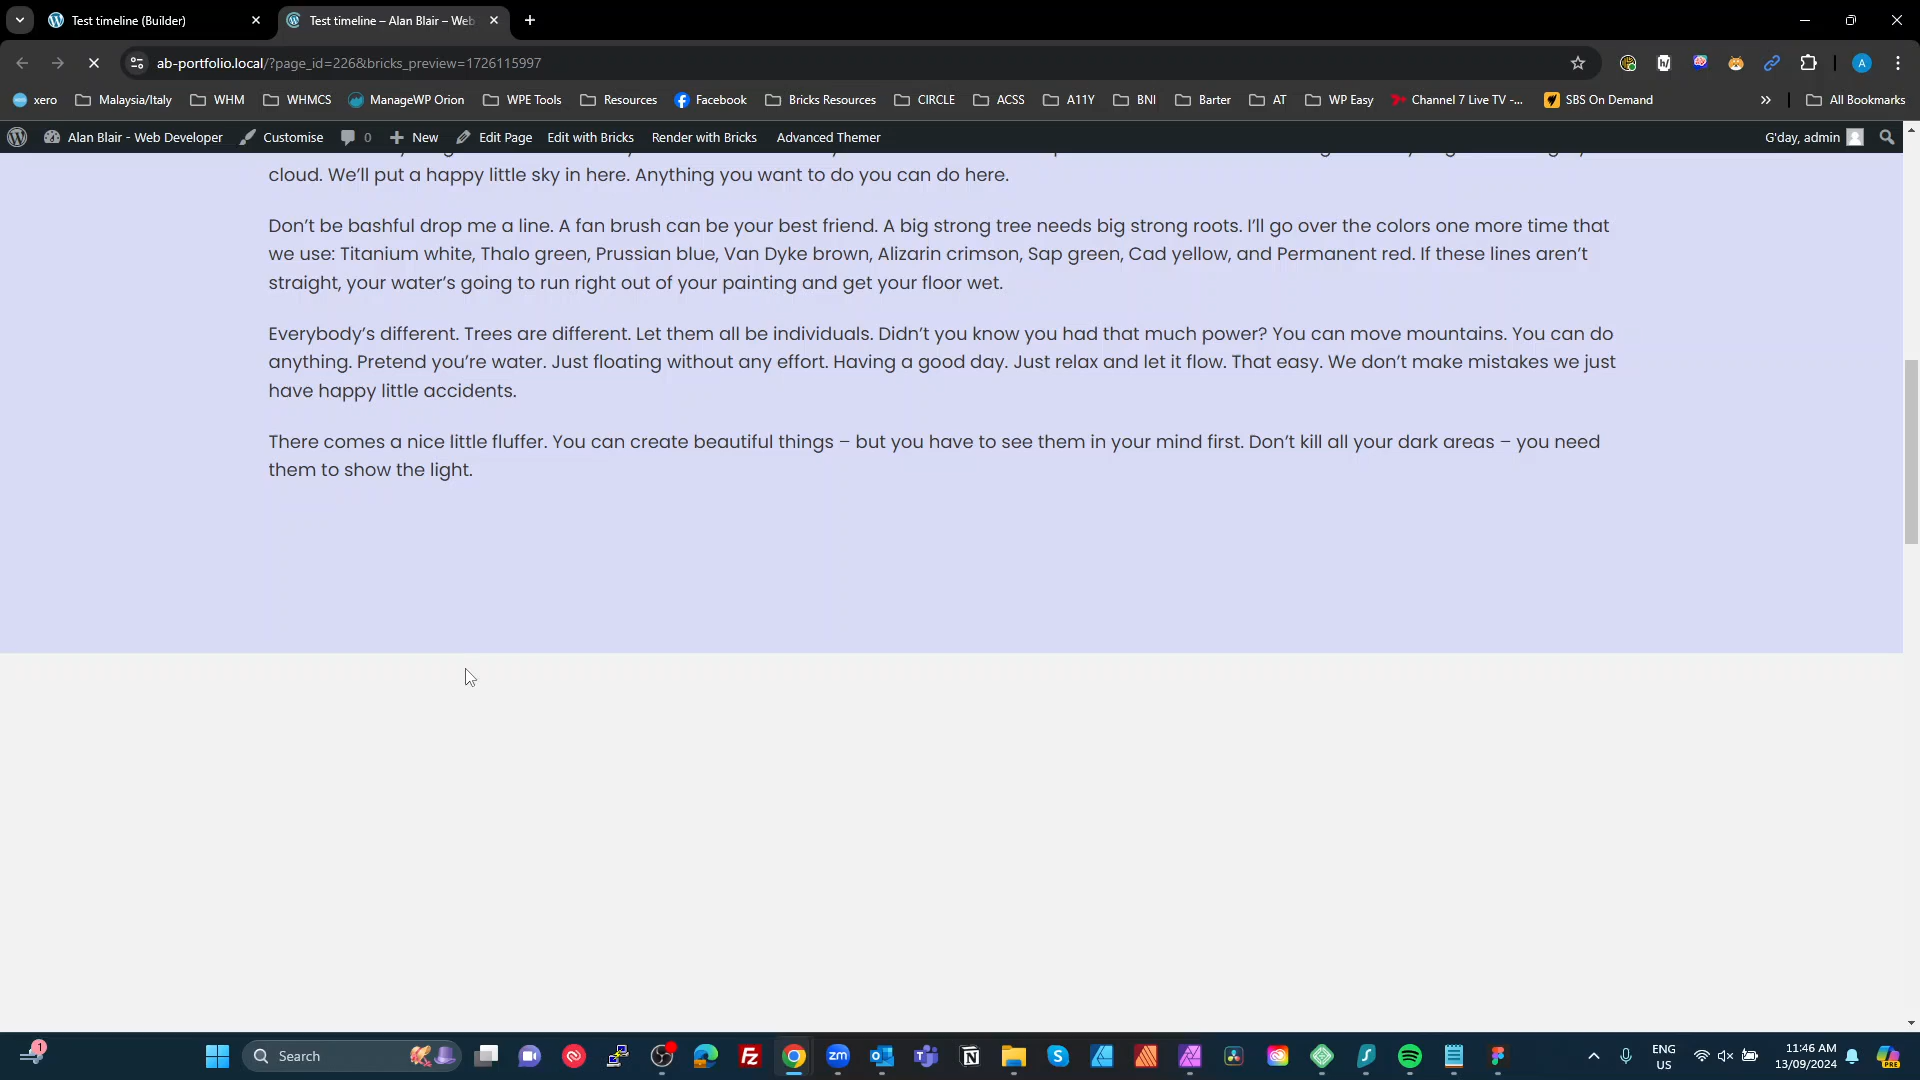 Test timeline (Builder)
Test timeline – Alan Blair – Web
ab-portfolio.local/?page_id=226&bricks_preview=1726115997
A
xero
Malaysia/Italy
WHM
WHMCS
ManageWP Orion
WPE Tools
Resources
Facebook
Bricks Resources
CIRCLE
ACSS
A11Y
BNI
Barter
AT
WP Easy
Channel 7 Live TV -...
SBS On Demand
»
All Bookmarks
Alan Blair - Web Developer
Customise
0
New
Edit Page
Edit with Bricks
Render with Bricks
Advanced Themer
G'day, admin
cloud. We'll put a happy little sky in here. Anything you want to do you can do here.
Don't be bashful drop me a line. A fan brush can be your best friend. A big strong tree needs big strong roots. I'll go over the colors one more time that
we use: Titanium white, Thalo green, Prussian blue, Van Dyke brown, Alizarin crimson, Sap green, Cad yellow, and Permanent red. If these lines aren't
straight, your water's going to run right out of your painting and get your floor wet.
Everybody's different. Trees are different. Let them all be individuals. Didn't you know you had that much power? You can move mountains. You can do
anything. Pretend you're water. Just floating without any effort. Having a good day. Just relax and let it flow. That easy. We don't make mistakes we just
have happy little accidents.
There comes a nice little fluffer. You can create beautiful things – but you have to see them in your mind first. Don't kill all your dark areas – you need
them to show the light.
1
Search
ENG
US
11:46 AM
13/09/2024